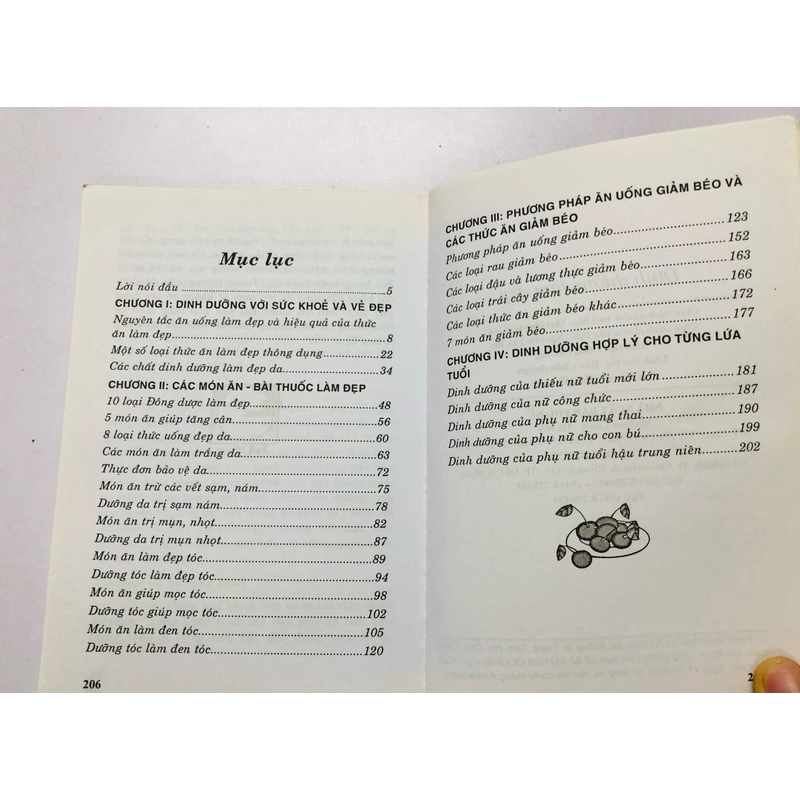 Mục lục
Lời nói đầu.....5
CHƯƠNG I: DINH DƯỠNG VỚI SỨC KHOẺ VÀ VẺ ĐẸP
Nguyên tắc ăn uống làm đẹp và hiệu quả của thức
ăn làm đẹp.....8
Một số loại thức ăn làm đẹp thông dụng.....22
Các chất dinh dưỡng làm đẹp da.....34
CHƯƠNG II: CÁC MÓN ĂN - BÀI THUỐC LÀM ĐẸP
10 loại Đông dược làm đẹp.....48
5 món ăn giúp tăng cân.....56
8 loại thức uống đẹp da.....60
Các món ăn làm trắng da.....63
Thực đơn bảo vệ da.....72
Món ăn trừ các vết sạm, nám.....75
Dưỡng da trị sạm nám.....78
Món ăn trị mụn, nhọt.....82
Dưỡng da trị mụn nhọt.....87
Món ăn làm đẹp tóc.....89
Dưỡng tóc làm đẹp tóc.....94
Món ăn giúp mọc tóc.....98
Dưỡng tóc giúp mọc tóc.....102
Món ăn làm đen tóc.....105
Dưỡng tóc làm đen tóc.....120
206
CHƯƠNG III: PHƯƠNG PHÁP ĂN UỐNG GIẢM BÉO VÀ
CÁC THỨC ĂN GIẢM BÉO
Phương pháp ăn uống giảm béo.....123
Các loại rau giảm béo.....152
Các loại đậu và lương thực giảm béo.....163
Các loại trái cây giảm béo.....166
Các loại thức ăn giảm béo khác.....172
7 món ăn giảm béo.....177
CHƯƠNG IV: DINH DƯỠNG HỢP LÝ CHO TỪNG LỨA
TUỔI
Dinh dưỡng của thiếu nữ tuổi mới lớn.....181
Dinh dưỡng của nữ công chức.....187
Dinh dưỡng của phụ nữ mang thai.....190
Dinh dưỡng của phụ nữ cho con bú.....199
Dinh dưỡng của phụ nữ tuổi hậu trung niên.....202